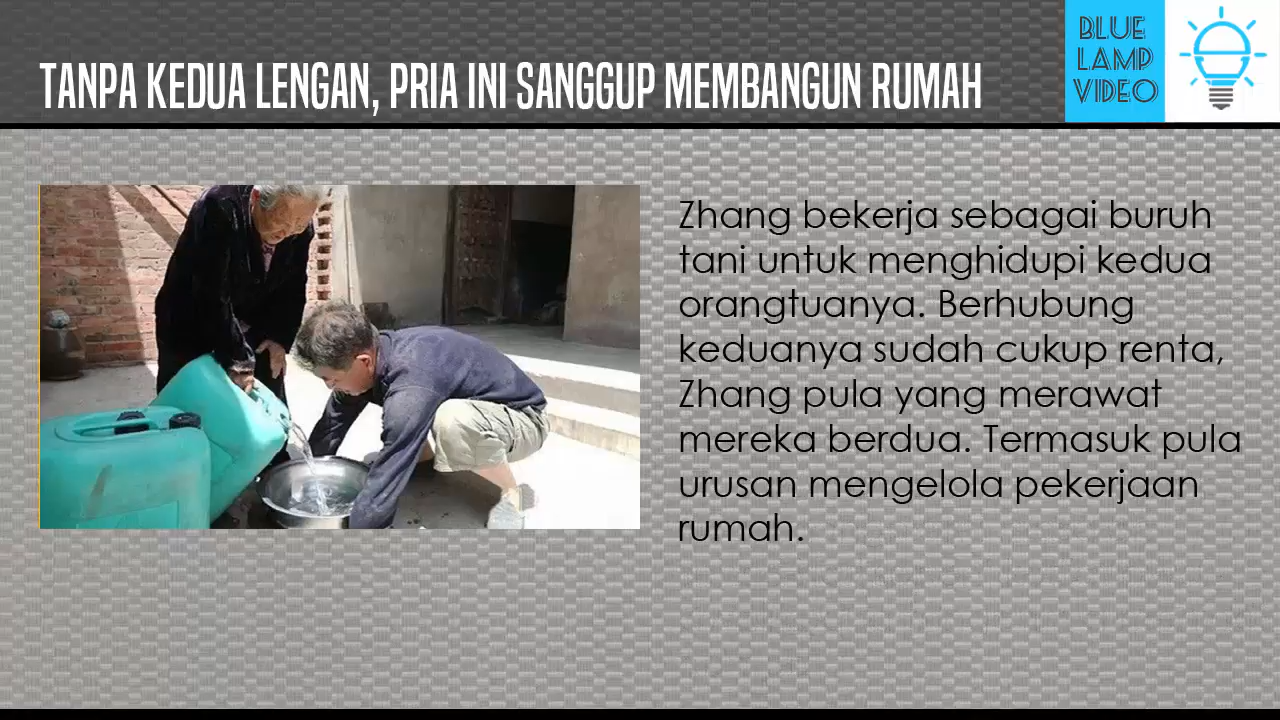 TANPA KEDUA LENGAN, PRIA INI SANGGUP MEMBANGUN RUMAH
BLUE
LAMP
VIDEO
Zhang bekerja sebagai buruh
tani untuk menghidupi kedua
orangtuanya. Berhubung
keduanya sudah cukup renta,
Zhang pula yang merawat
mereka berdua. Termasuk pula
urusan mengelola pekerjaan
rumah.